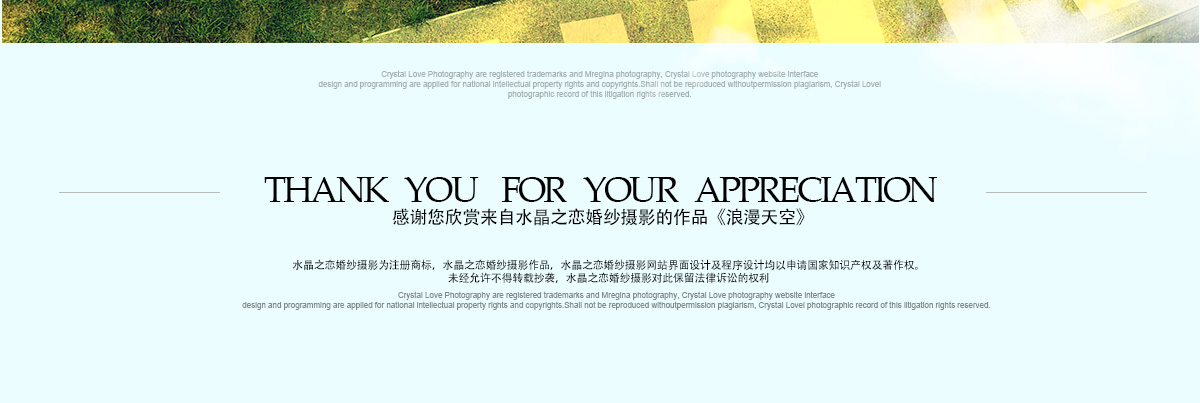 Crystal Love Photography are registered trademarks and Mregina photography, Crystal Love photography website interface
design and programming are applied for national intellectual property rights and copyrights.Shall not be reproduced withoutpermission plagiarism, Crystal Lovel
photographic record of this litigation rights reserved.
THANK YOU FOR YOUR APPRECIATION
感谢您欣赏来自水晶之恋婚纱摄影的作品《浪漫天空》
水晶之恋婚纱摄影为注册商标，水晶之恋婚纱摄影作品，水晶之恋婚纱摄影网站界面设计及程序设计均以申请国家知识产权及著作权。
未经允许不得转载抄袭，水晶之恋婚纱摄影对此保留法律诉讼的权利
Crystal Love Photography are registered trademarks and Mregina photography, Crystal Love photography website interface
design and programming are applied for national intellectual property rights and copyrights.Shall not be reproduced withoutpermission plagiarism, Crystal Lovel photographic record of this litigation rights reserved.